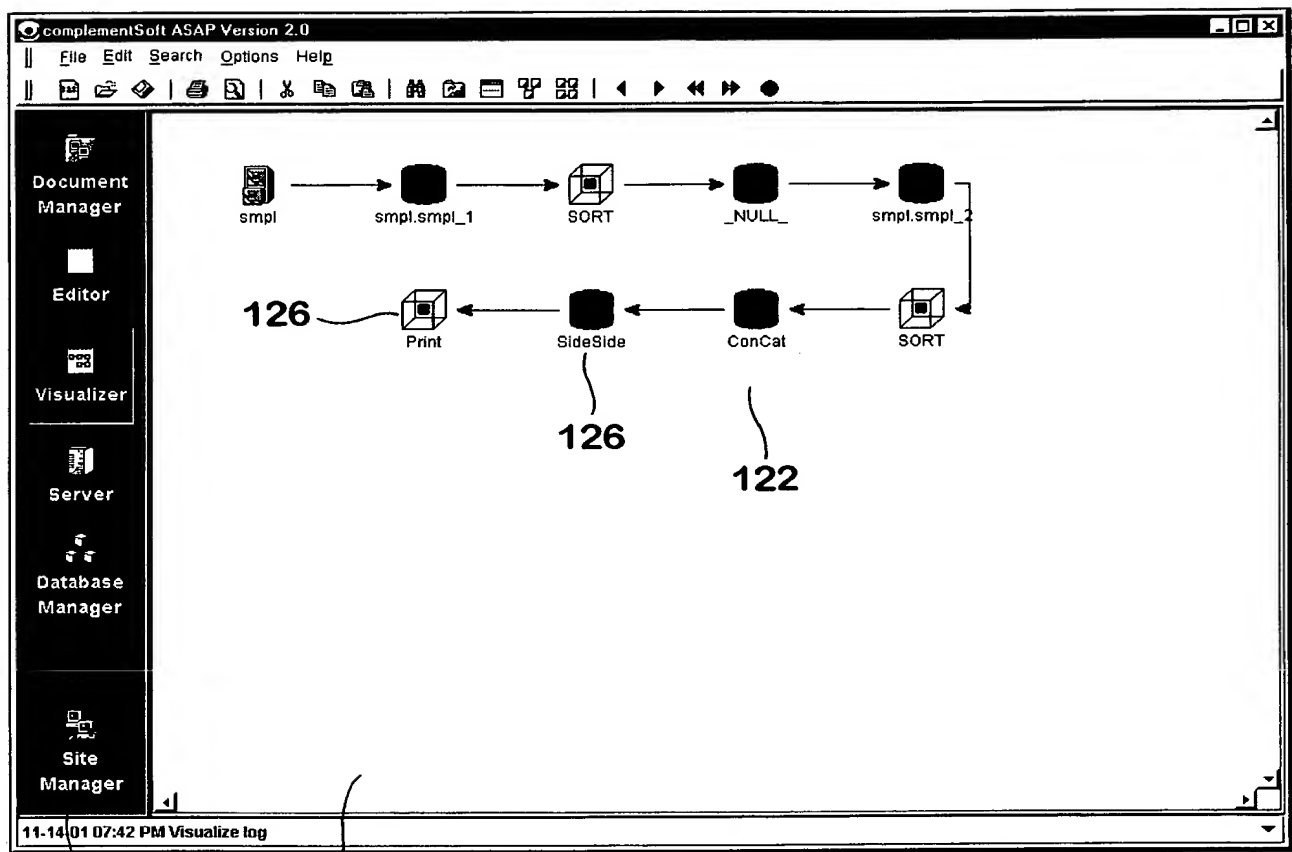 complementSoft ASAP Version 2.0
File Edit Search Options Help
Document
Manager
Editor
Visualizer
Server
Database
Manager
Site
Manager
smpl
smpl.smpl_1
SORT
_NULL_
smpl.smpl_2
126
Print
SideSide
ConCat
SORT
126
122
11-14-01 07:42 PM Visualize log